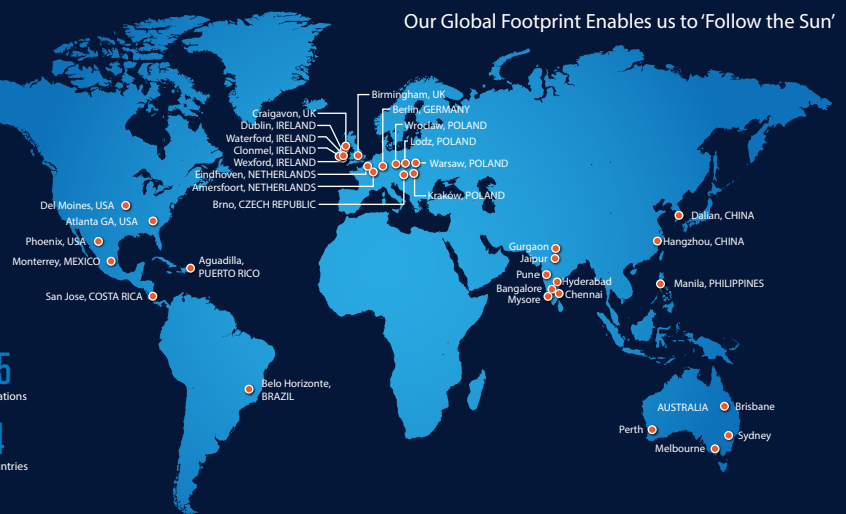 Our Global Footprint Enables us to ‘Follow the Sun’
Birmingham, UK
Berlin, GERMANY
Craigavon, UK
Dublin, IRELAND
Wroclaw, POLAND
Waterford, IRELAND
Lodz, POLAND
Clonmel, IRELAND
Wexford, IRELAND
Warsaw, POLAND
Eindhoven, NETHERLANDS
Amersfoort, NETHERLANDS
Kraków, POLAND
Brno, CZECH REPUBLIC
Del Moines, USA
Atlanta GA, USA
Phoenix, USA
Monterrey, MEXICO
Aguadilla,
PUERTO RICO
San Jose, COSTA RICA
Belo Horizonte,
BRAZIL
Gurgaon
Jaipur
Pune
Hyderabad
Bangalore
Chennai
Mysore
Dalian, CHINA
Hangzhou, CHINA
Manila, PHILIPPINES
AUSTRALIA
Brisbane
Perth
Sydney
Melbourne
5